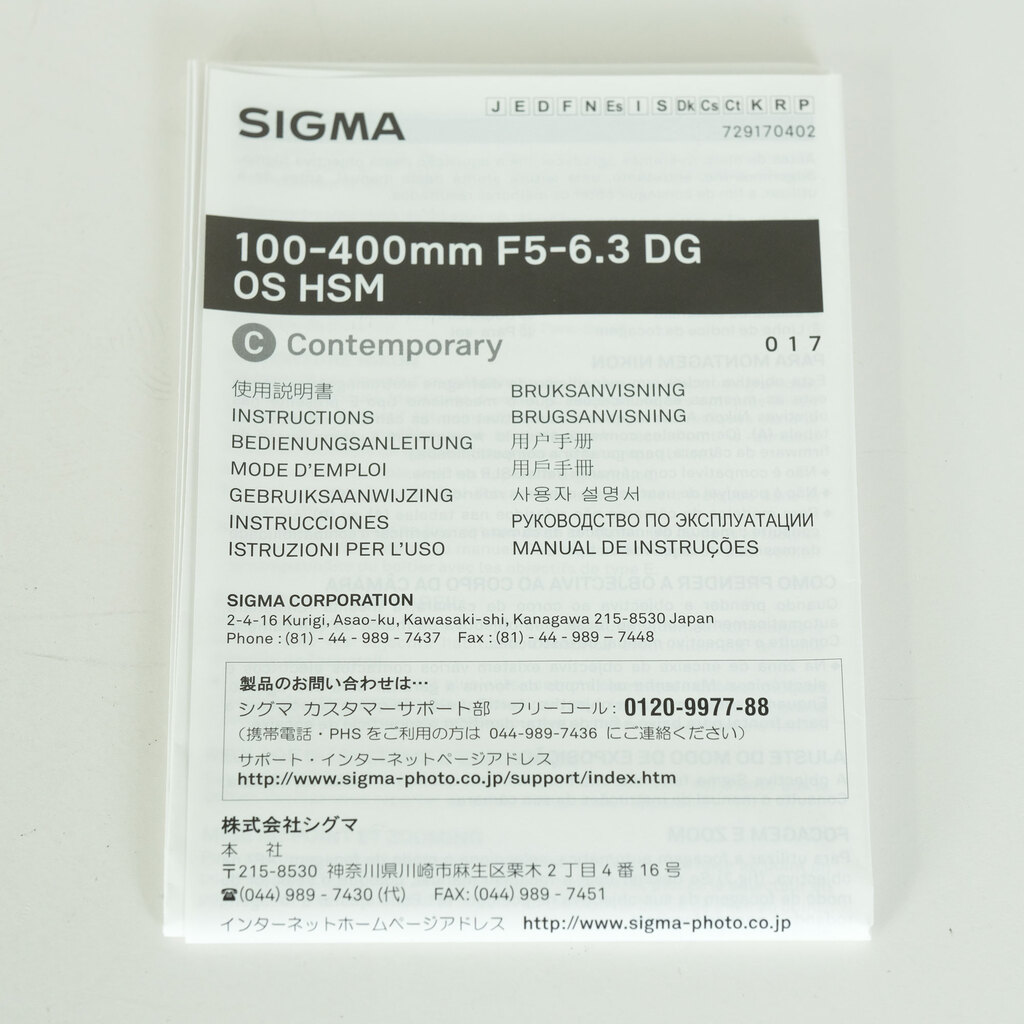 SIGMA
J E D F N Es I S Dk Cs Ct K R P
729170402
100-400mm F5-6.3 DG
OS HSM
C Contemporary
017
使用説明書
INSTRUCTIONS
BEDIENUNGSANLEITUNG
MODE D'EMPLOI
GEBRUIKSAANWIJZING
INSTRUCCIONES
ISTRUZIONI PER L'USO
BRUKSANVISNING
BRUGSANVISNING
用户手册
用戶手冊
사용자 설명서
РУКОВОДСТВО ПО ЭКСПЛУАТАЦИИ
MANUAL DE INSTRUÇÕES
SIGMA CORPORATION
2-4-16 Kurigi, Asao-ku, Kawasaki-shi, Kanagawa 215-8530 Japan
Phone : (81) - 44 - 989 - 7437 Fax : (81) - 44 - 989 – 7448
製品のお問い合わせは…
シグマ カスタマーサポート部 フリーコール : 0120-9977-88
（携帯電話・PHS をご利用の方は 044-989-7436 にご連絡ください）
サポート・インターネットページアドレス
http://www.sigma-photo.co.jp/support/index.htm
株式会社シグマ
本 社
〒215-8530 神奈川県川崎市麻生区栗木 2 丁目 4 番 16 号
☎(044) 989 - 7430 (代) FAX: (044) 989 - 7451
インターネットホームページアドレス http://www.sigma-photo.co.jp